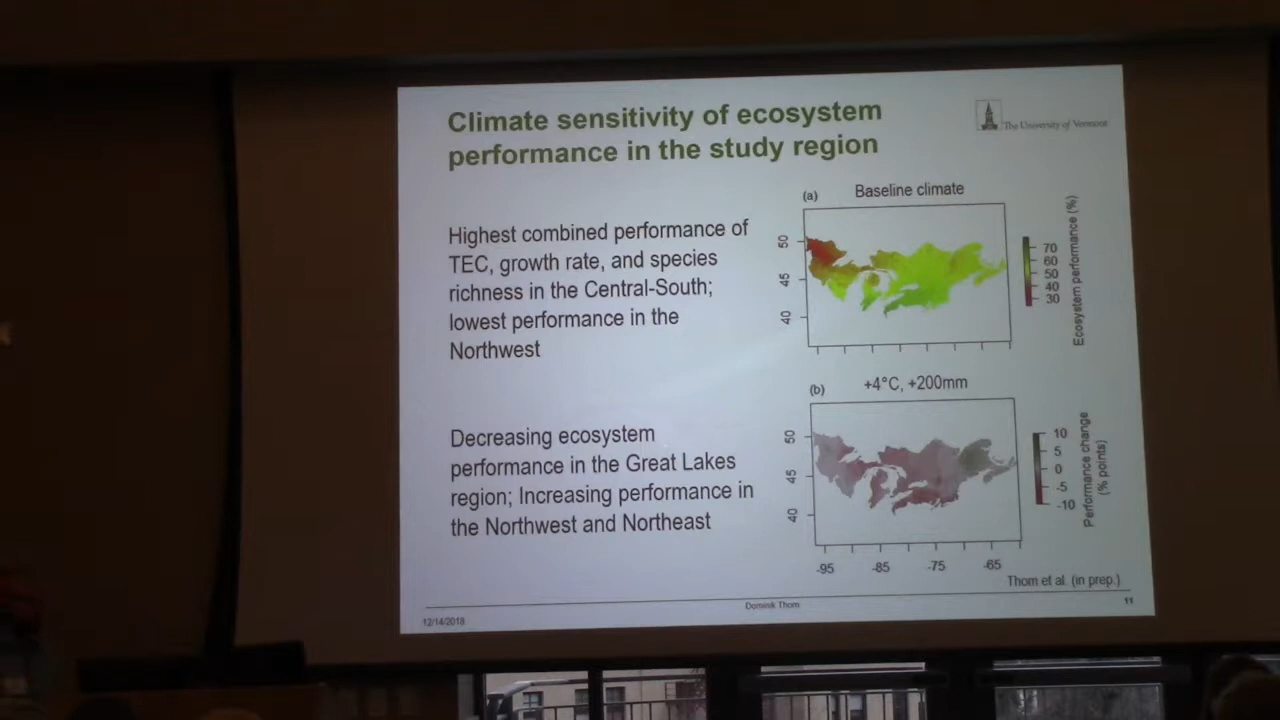 Climate sensitivity of ecosystem
performance in the study region
The University of Vermont
Highest combined performance of
TEC, growth rate, and species
richness in the Central-South;
lowest performance in the
Northwest
(a)
Baseline climate
50
45
40
70
60
50
40
30
Ecosystem performance (%)
Decreasing ecosystem
performance in the Great Lakes
region; Increasing performance in
the Northwest and Northeast
(b)
+4°C, +200mm
50
45
40
10
5
0
-5
-10
Performance change
(% points)
-95
-85
-75
-65
Thom et al. (in prep.)
12/14/2018
Dominik Thom
11